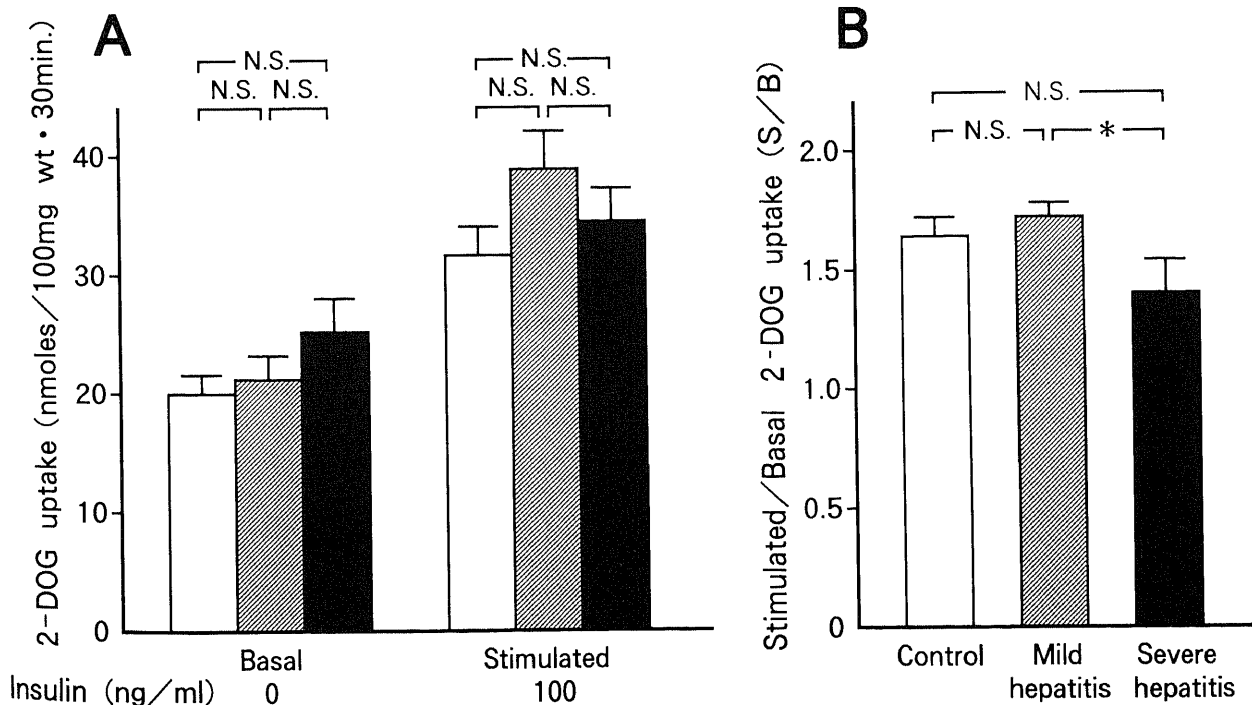 A
2-DOG uptake (nmoles/100mg wt・30min.)
N.S.
N.S. N.S.
N.S.
N.S. N.S.
40
30
20
10
0
Basal Stimulated
Insulin (ng/ml) 0 100
B
Stimulated/Basal 2-DOG uptake (S/B)
N.S.
N.S. *
2.0
1.5
1.0
0.5
0
Control Mild hepatitis Severe hepatitis